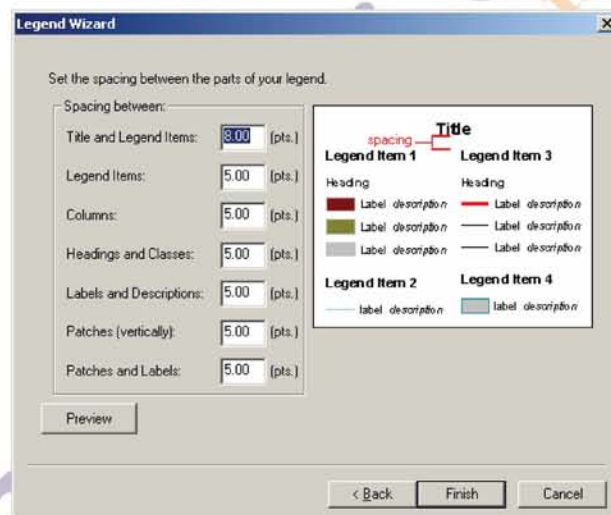 Legend Wizard
Set the spacing between the parts of your legend.
Spacing between:
Title and Legend Items: 8.00 (pts.)
Legend Items: 5.00 (pts.)
Columns: 5.00 (pts.)
Headings and Classes: 5.00 (pts.)
Labels and Descriptions: 5.00 (pts.)
Patches (vertically): 5.00 (pts.)
Patches and Labels: 5.00 (pts.)
Title
spacing
Legend Item 1 Legend Item 3
Heading Heading
Label description Label description
Label description Label description
Label description Label description
Legend Item 2 Legend Item 4
label description label description
Preview
< Back Finish Cancel